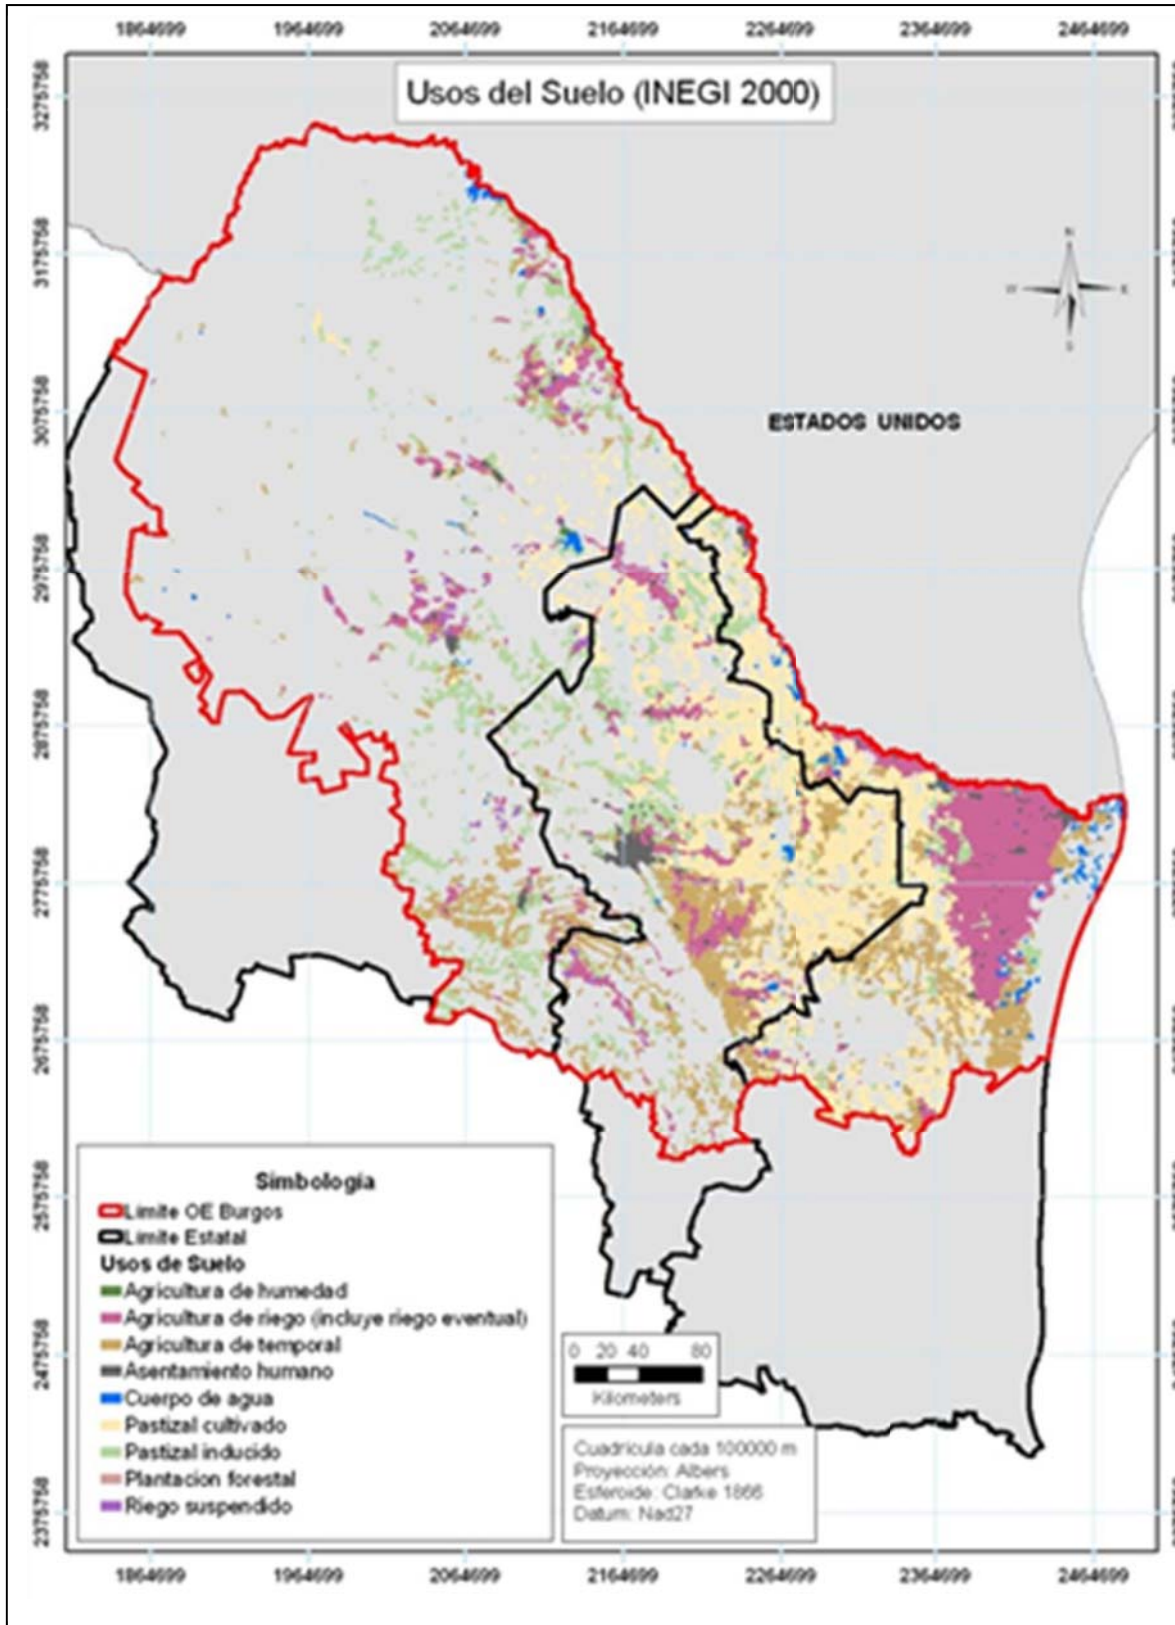 1864699 1964699 2064699 2164699 2264699 2364699 2464699
Usos del Suelo (INEGI 2000)
3275758
3175758
3075758
2975758
2875758
2775758
2675758
2575758
2475758
2375758
N
W E
S
ESTADOS UNIDOS
Simbología
Límite OE Burgos
Límite Estatal
Usos de Suelo
Agricultura de humedad
Agricultura de riego (incluye riego eventual)
Agricultura de temporal
Asentamiento humano
Cuerpo de agua
Pastizal cultivado
Pastizal inducido
Plantacion forestal
Riego suspendido
0 20 40 80
Kilometers
Cuadrícula cada 100000 m
Proyección: Albers
Esferoide: Clarke 1866
Datum: Nad27
1864699 1964699 2064699 2164699 2264699 2364699 2464699